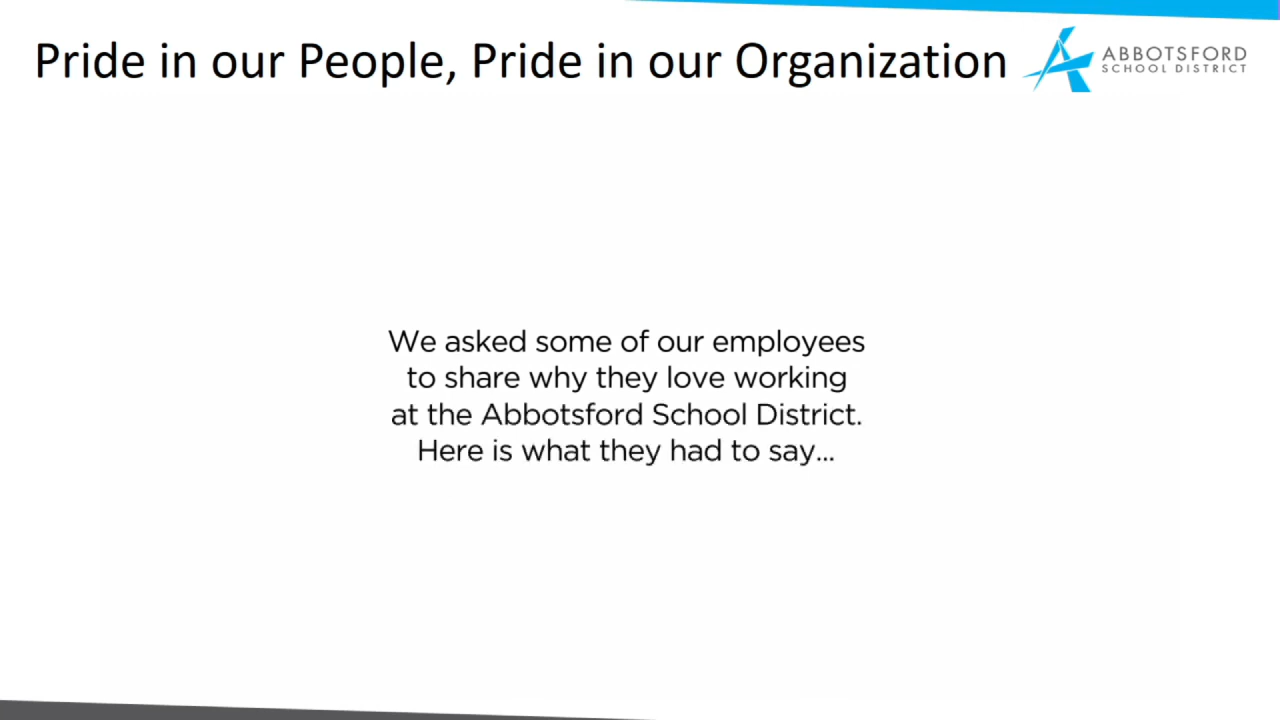 Pride in our People, Pride in our Organization
ABBOTSFORD
SCHOOL DISTRICT
We asked some of our employees
to share why they love working
at the Abbotsford School District.
Here is what they had to say...